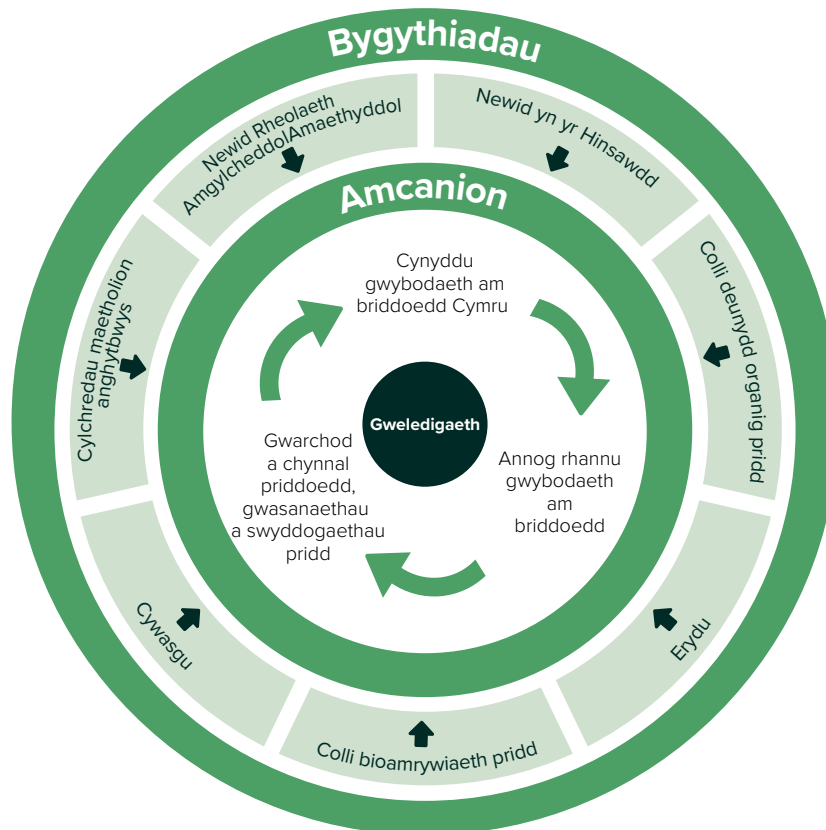 Bygythiadau
Newid Rheolaeth
AmgylcheddolAmaethyddol
Newid yn yr Hinsawdd
Colli deunydd organig pridd
Erydu
Colli bioamrywiaeth pridd
Cywasgu
Cylchredau maetholion
anghytbwys
Amcanion
Cynyddu
gwybodaeth am
briddoedd Cymru
Annog rhannu
gwybodaeth
am
briddoedd
Gwarchod
a chynnal
priddoedd,
gwasanaethau
a swyddogaethau
pridd
Gweledigaeth